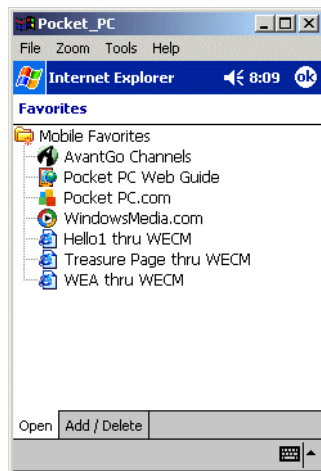 Pocket_PC
File Zoom Tools Help
Internet Explorer 8:09 ok
Favorites
Mobile Favorites
AvantGo Channels
Pocket PC Web Guide
Pocket PC.com
WindowsMedia.com
Hello1 thru WECM
Treasure Page thru WECM
WEA thru WECM
Open Add / Delete